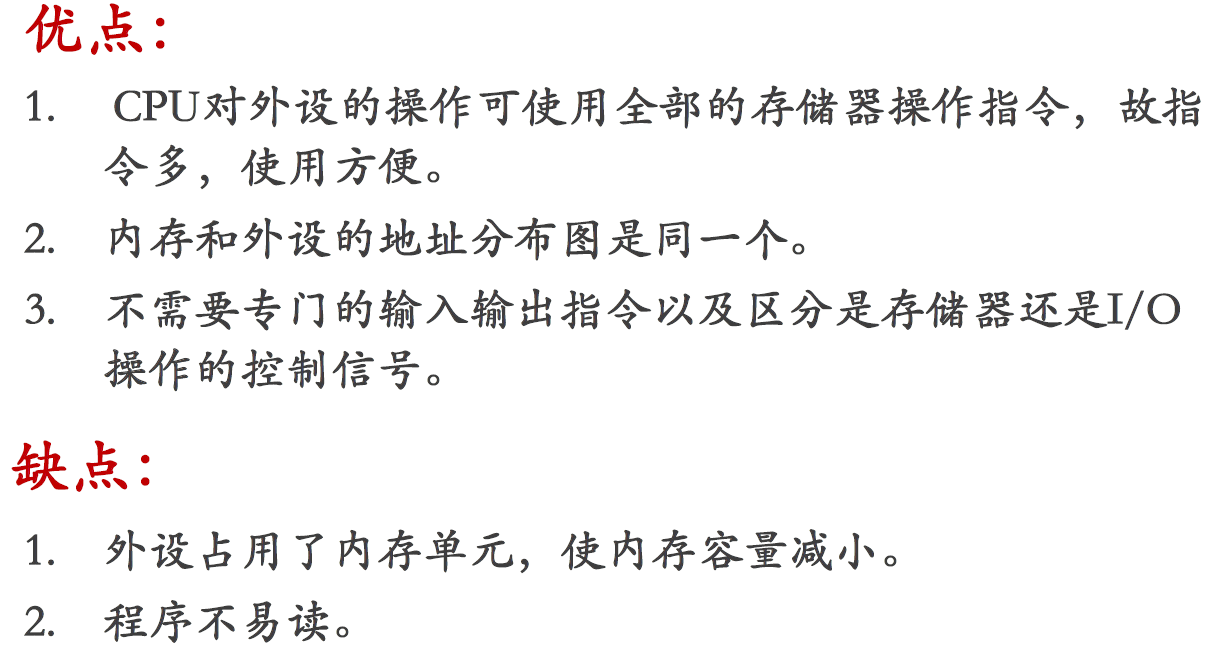 优点：
1. CPU对外设的操作可使用全部的存储器操作指令，故指
令多，使用方便。
2. 内存和外设的地址分布图是同一个。
3. 不需要专门的输入输出指令以及区分是存储器还是I/O
操作的控制信号。
缺点：
1. 外设占用了内存单元，使内存容量减小。
2. 程序不易读。